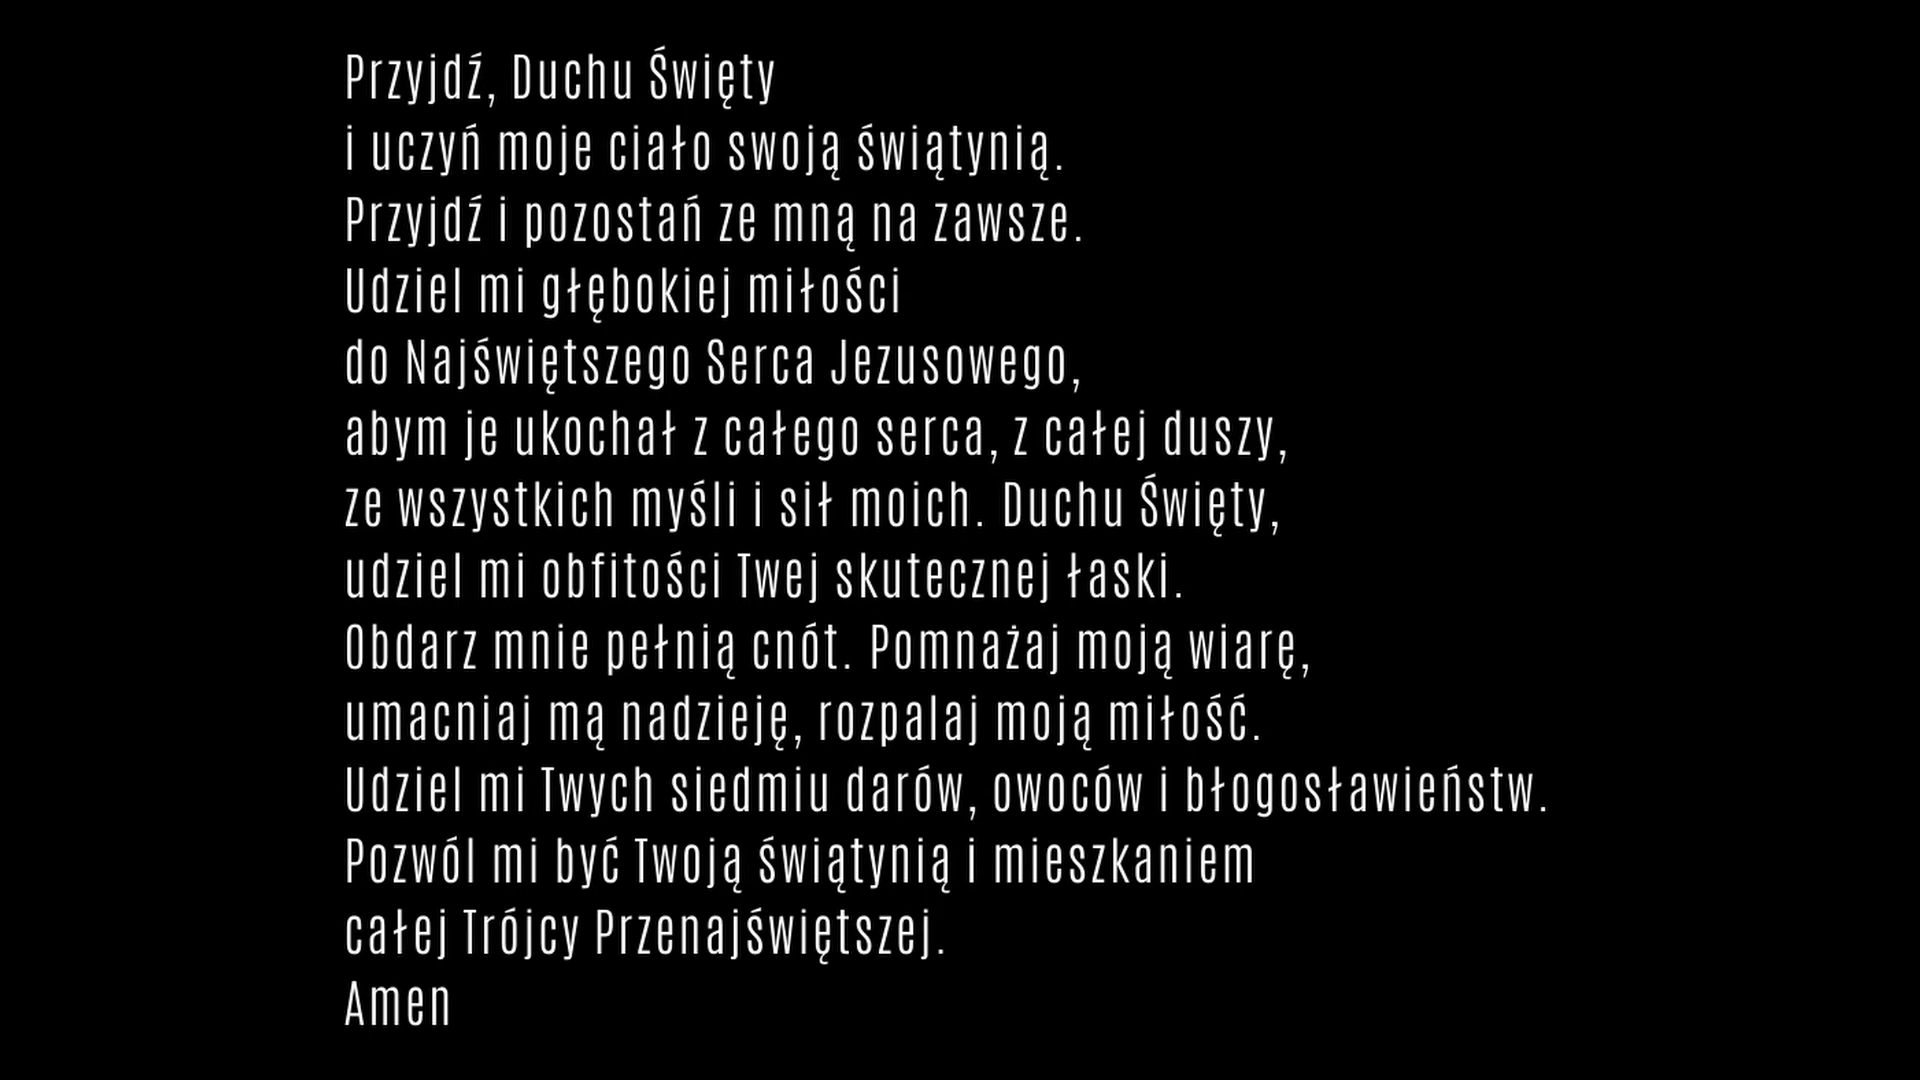 Przyjdź, Duchu Święty
i uczyń moje ciało swoją świątynią.
Przyjdź i pozostań ze mną na zawsze.
Udziel mi głębokiej miłości
do Najświętszego Serca Jezusowego,
abym je ukochał z całego serca, z całej duszy,
ze wszystkich myśli i sił moich. Duchu Święty,
udziel mi obfitości Twej skutecznej łaski.
Obdarz mnie pełnią cnót. Pomnażaj moją wiarę,
umacniaj mą nadzieję, rozpalaj moją miłość.
Udziel mi Twych siedmiu darów, owoców i błogosławieństw.
Pozwól mi być Twoją świątynią i mieszkaniem
całej Trójcy Przenajświętszej.
Amen